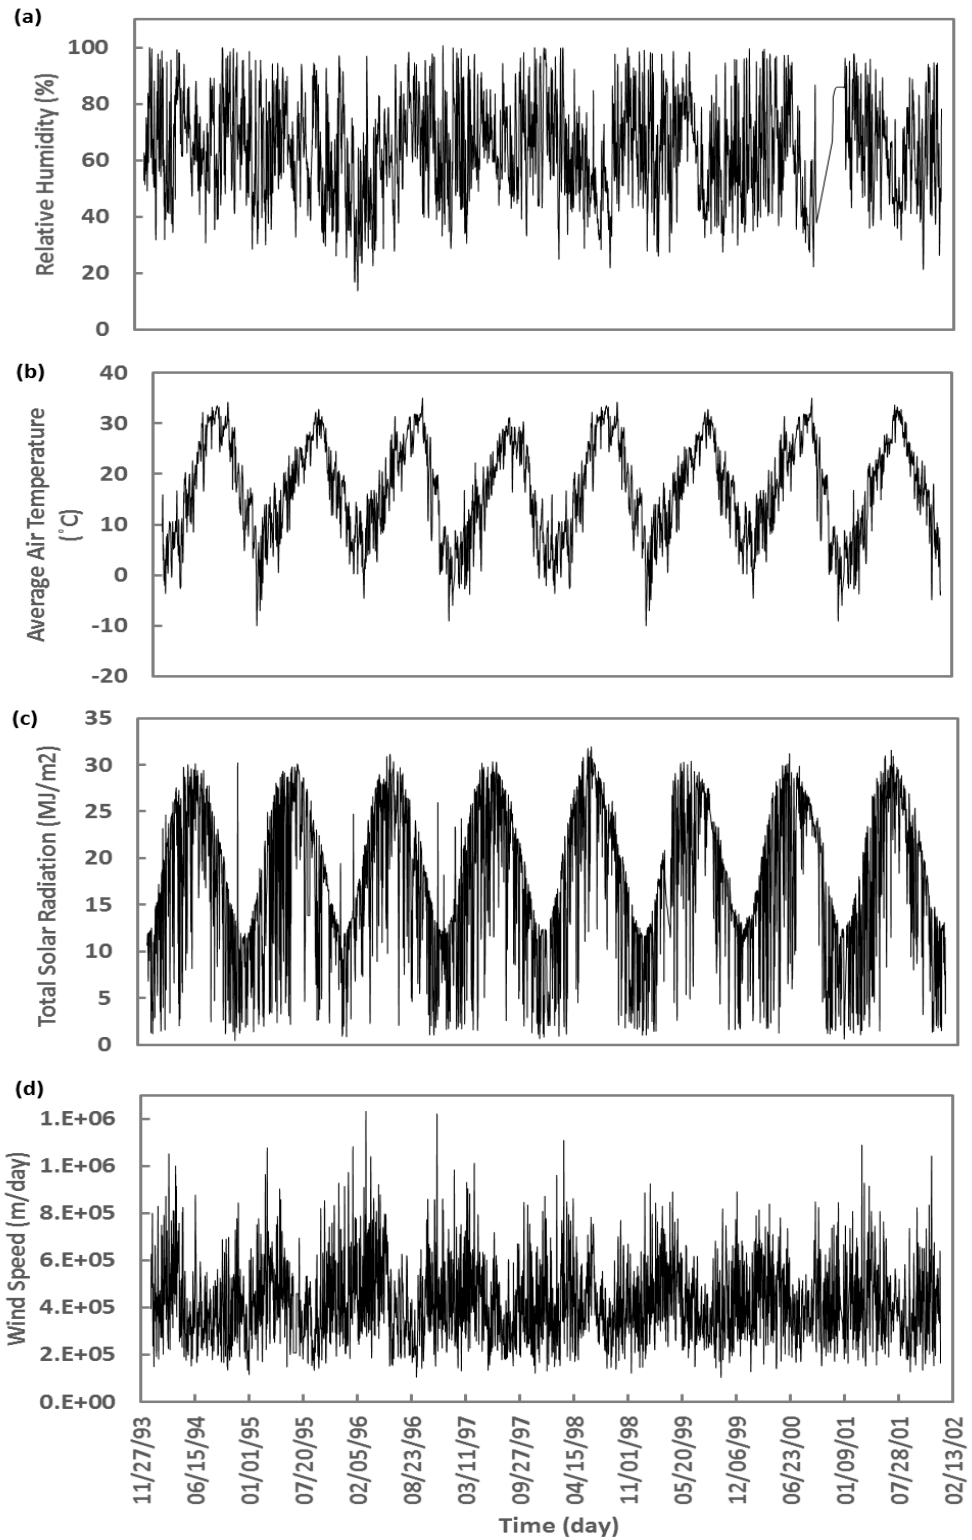 (a)
Relative Humidity (%)
100
80
60
40
20
0
(b)
Average Air Temperature
(˚C)
40
30
20
10
0
-10
-20
(c)
Total Solar Radiation (MJ/m2)
35
30
25
20
15
10
5
0
(d)
Wind Speed (m/day)
1.E+06
1.E+06
8.E+05
6.E+05
4.E+05
2.E+05
0.E+00
11/27/93
06/15/94
01/01/95
07/20/95
02/05/96
08/23/96
03/11/97
09/27/97
04/15/98
11/01/98
05/20/99
12/06/99
06/23/00
01/09/01
07/28/01
02/13/02
Time (day)